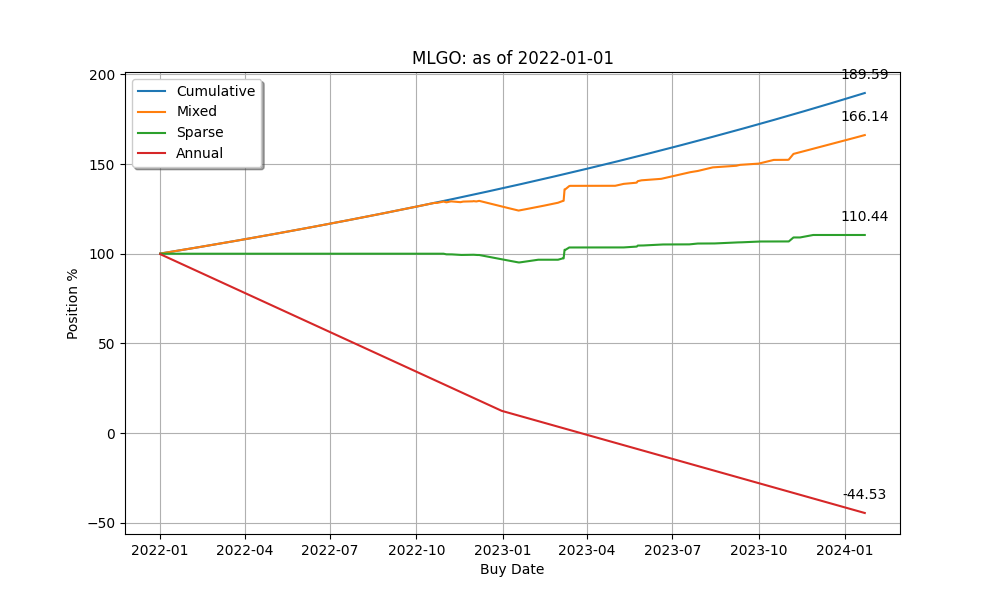 MLGO: as of 2022-01-01
Cumulative
Mixed
Sparse
Annual
189.59
166.14
110.44
-44.53
200
150
100
50
0
−50
Position %
2022-01
2022-04
2022-07
2022-10
2023-01
2023-04
2023-07
2023-10
2024-01
Buy Date